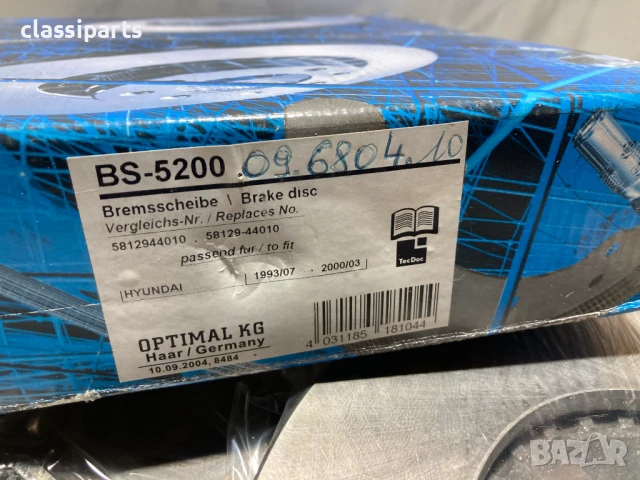 classiparts
BS-5200 09.6804.10
Bremsscheibe \ Brake disc
Vergleichs-Nr. / Replaces No.
5812944010 . 58129-44010
passend fur / to fit
HYUNDAI 1993/07 - 2000/03
TecDoc
OPTIMAL KG
Haar / Germany
10.09.2004, 8484
4 031185 181044
BAZAR